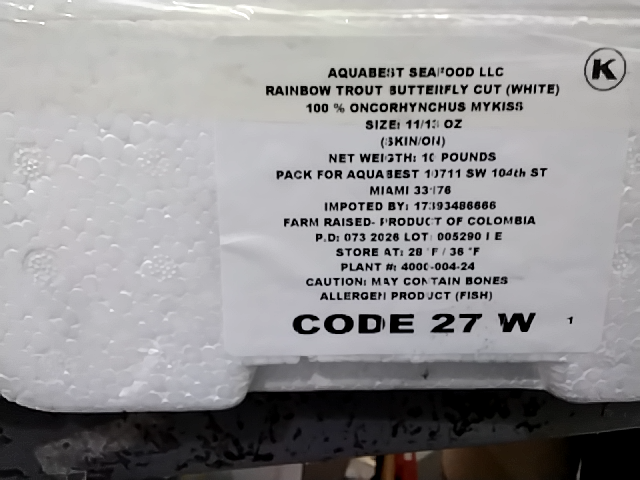 K
AQUABEST SEAFOOD LLC
RAINBOW TROUT BUTTERFLY CUT (WHITE)
100 % ONCORHYNCHUS MYKISS
SIZE: 11/13 OZ
(SKIN/ON)
NET WEIGTH: 10 POUNDS
PACK FOR AQUABEST 10711 SW 104th ST
MIAMI 33176
IMPOTED BY: 17393486666
FARM RAISED- PRODUCT OF COLOMBIA
P.D: 073 2026 LOT: 005290 E
STORE AT: 28 °F / 36 °F
PLANT #: 4000-004-24
CAUTION: MAY CONTAIN BONES
ALLERGEN PRODUCT (FISH)
CODE 27 W 1